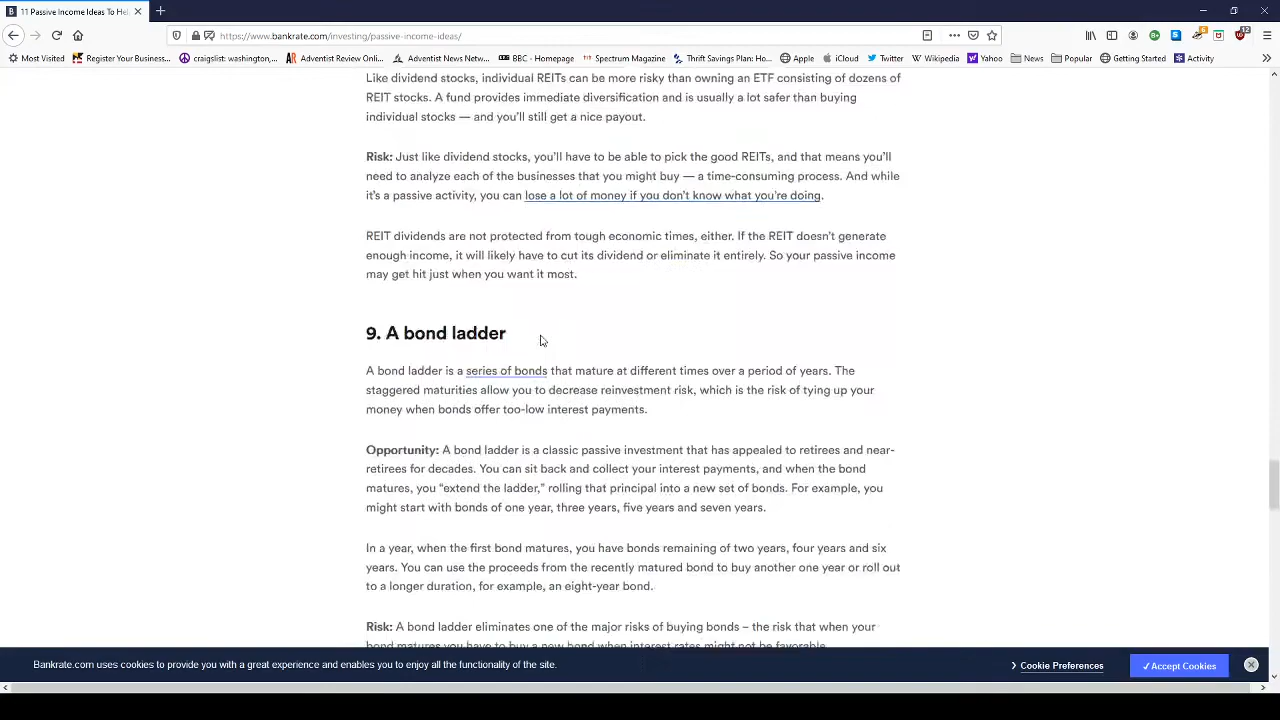 11 Passive Income Ideas To Hel
https://www.bankrate.com/investing/passive-income-ideas/
Most Visited Register Your Business... craigslist: washington,... Adventist Review Onli... Adventist News Netw... BBC - Homepage Spectrum Magazine Thrift Savings Plan: Ho... Apple iCloud Twitter Wikipedia Yahoo News Popular Getting Started Activity
Like dividend stocks, individual REITs can be more risky than owning an ETF consisting of dozens of
REIT stocks. A fund provides immediate diversification and is usually a lot safer than buying
individual stocks — and you’ll still get a nice payout.
Risk: Just like dividend stocks, you’ll have to be able to pick the good REITs, and that means you’ll
need to analyze each of the businesses that you might buy — a time-consuming process. And while
it’s a passive activity, you can lose a lot of money if you don’t know what you’re doing.
REIT dividends are not protected from tough economic times, either. If the REIT doesn’t generate
enough income, it will likely have to cut its dividend or eliminate it entirely. So your passive income
may get hit just when you want it most.
9. A bond ladder
A bond ladder is a series of bonds that mature at different times over a period of years. The
staggered maturities allow you to decrease reinvestment risk, which is the risk of tying up your
money when bonds offer too-low interest payments.
Opportunity: A bond ladder is a classic passive investment that has appealed to retirees and near-
retirees for decades. You can sit back and collect your interest payments, and when the bond
matures, you “extend the ladder,” rolling that principal into a new set of bonds. For example, you
might start with bonds of one year, three years, five years and seven years.
In a year, when the first bond matures, you have bonds remaining of two years, four years and six
years. You can use the proceeds from the recently matured bond to buy another one year or roll out
to a longer duration, for example, an eight-year bond.
Risk: A bond ladder eliminates one of the major risks of buying bonds – the risk that when your
bond matures you have to buy a new bond when interest rates might not be favorable.
Bankrate.com uses cookies to provide you with a great experience and enables you to enjoy all the functionality of the site.
Cookie Preferences
Accept Cookies